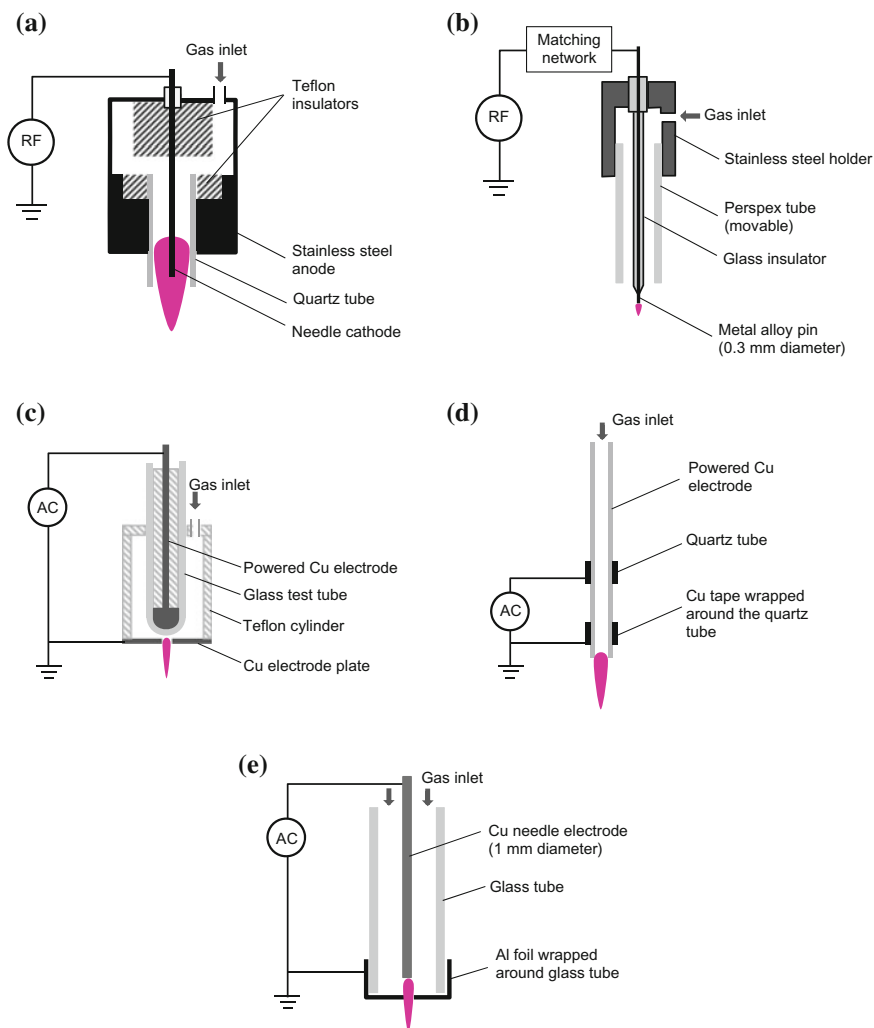 (a)
Gas inlet
Teflon
insulators
RF
Stainless steel
anode
Quartz tube
Needle cathode
(b)
Matching
network
RF
Gas inlet
Stainless steel holder
Perspex tube
(movable)
Glass insulator
Metal alloy pin
(0.3 mm diameter)
(c)
Gas inlet
AC
Powered Cu electrode
Glass test tube
Teflon cylinder
Cu electrode plate
(d)
Gas inlet
Powered Cu
electrode
Quartz tube
AC
Cu tape wrapped
around the quartz
tube
(e)
Gas inlet
AC
Cu needle electrode
(1 mm diameter)
Glass tube
Al foil wrapped
around glass tube